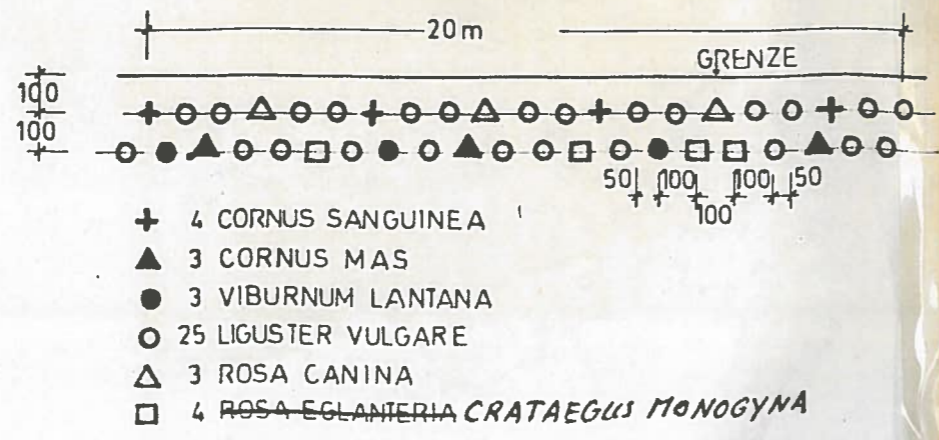 20 m
GRENZE
100
100
50 100 100 50
100
4 CORNUS SANGUINEA
3 CORNUS MAS
3 VIBURNUM LANTANA
25 LIGUSTER VULGARE
3 ROSA CANINA
4 ROSA EGLANTERIA CRATAEGUS MONOGYNA